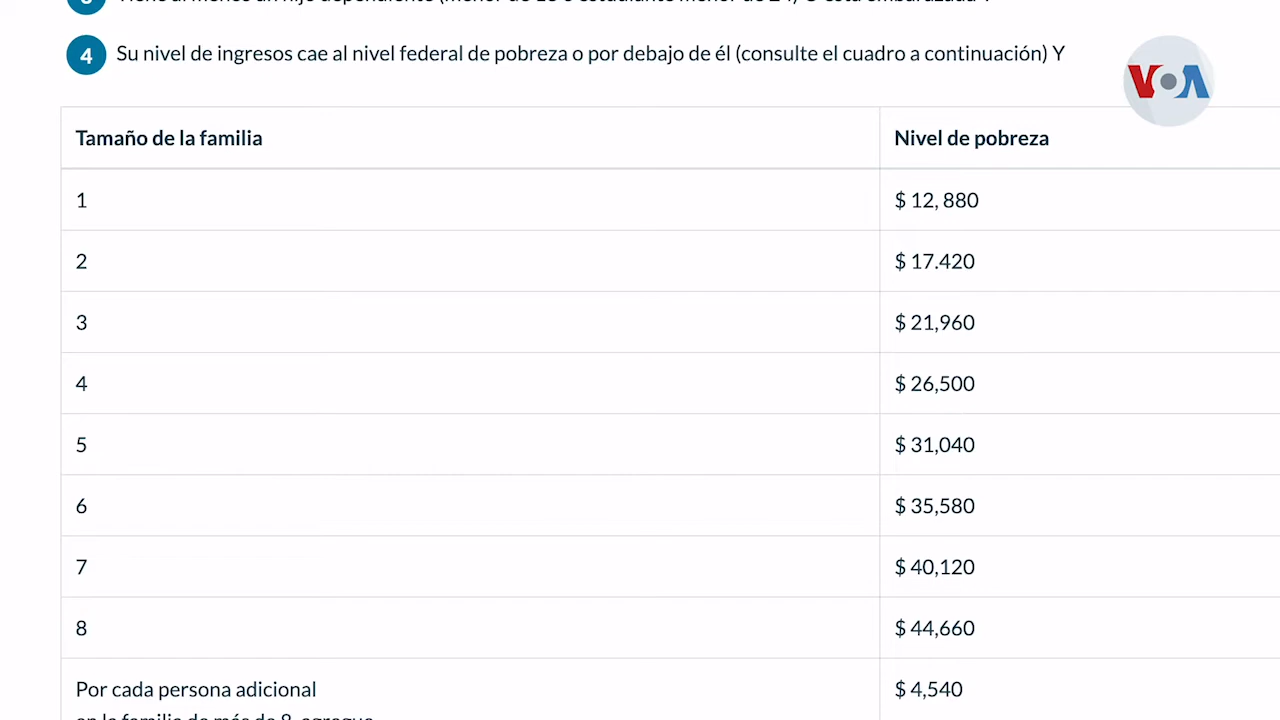 4 Su nivel de ingresos cae al nivel federal de pobreza o por debajo de él (consulte el cuadro a continuación) Y
VOA
Tamaño de la familia Nivel de pobreza
1 $ 12, 880
2 $ 17.420
3 $ 21,960
4 $ 26,500
5 $ 31,040
6 $ 35,580
7 $ 40,120
8 $ 44,660
Por cada persona adicional $ 4,540